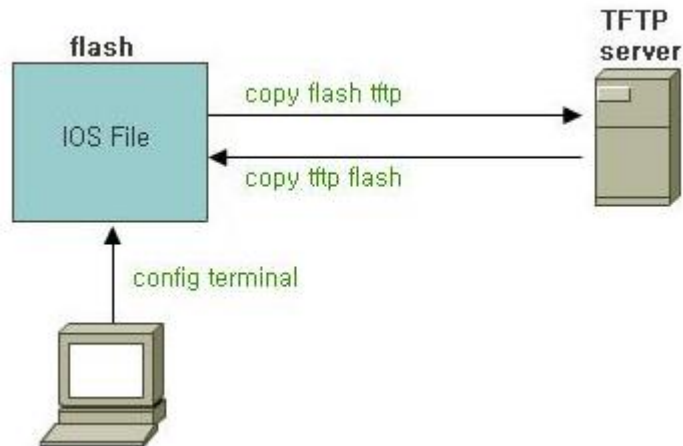 TFTP
server
flash
copy flash tftp
IOS File
copy tftp flash
config terminal